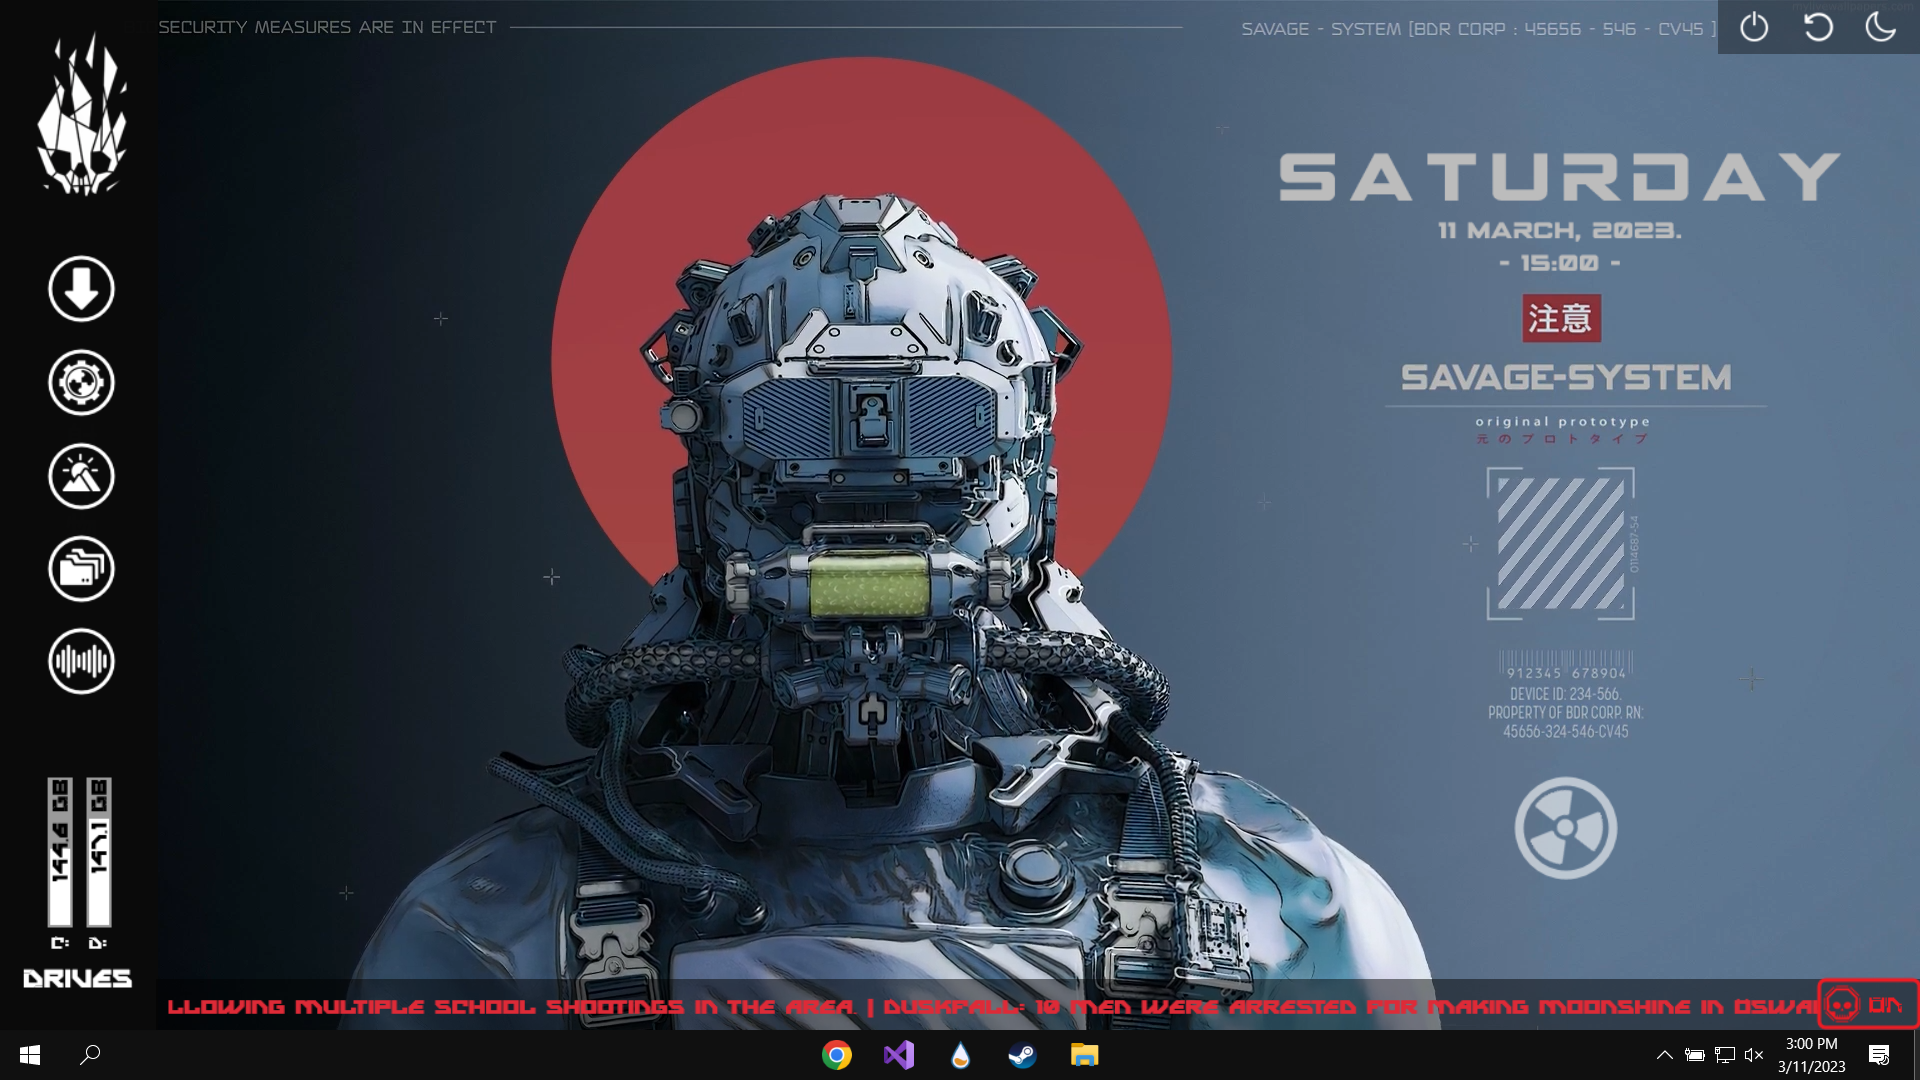 SECURITY MEASURES ARE IN EFFECT
SAVAGE - SYSTEM [BDR CORP : 45656 - 546 - CV45 ]
SATURDAY
11 MARCH, 2023.
- 15:00 -
注意
SAVAGE-SYSTEM
original prototype
元のプロトタイプ
0114687-54
912345 678904
DEVICE ID: 234-566.
PROPERTY OF BDR CORP. RN:
45656-324-546-CV45
144.6 GB
147.1 GB
C: D:
DRIVES
LLOWING MULTIPLE SCHOOL SHOOTINGS IN THE AREA. | DUSKFALL: 10 MEN WERE ARRESTED FOR MAKING MOONSHINE IN OSWA
ON
3:00 PM
3/11/2023